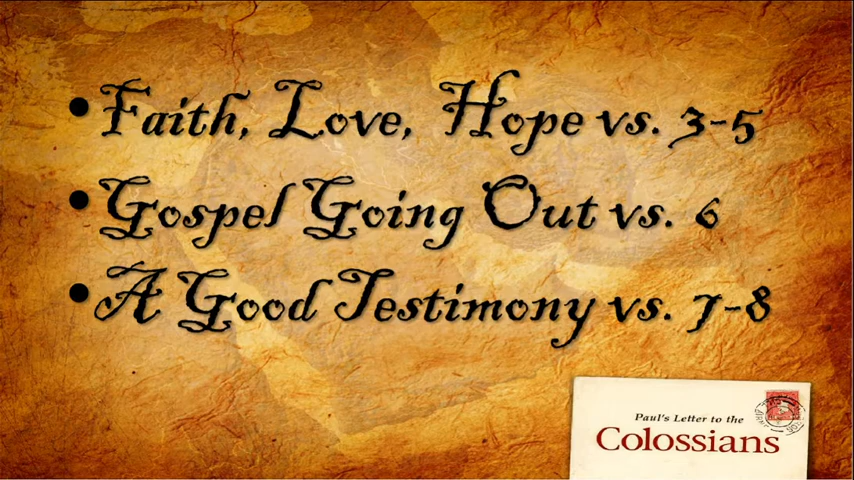 • Faith, Love, Hope vs. 3-5
• Gospel Going Out vs. 6
• A Good Testimony vs. 7-8
Paul's Letter to the
Colossians